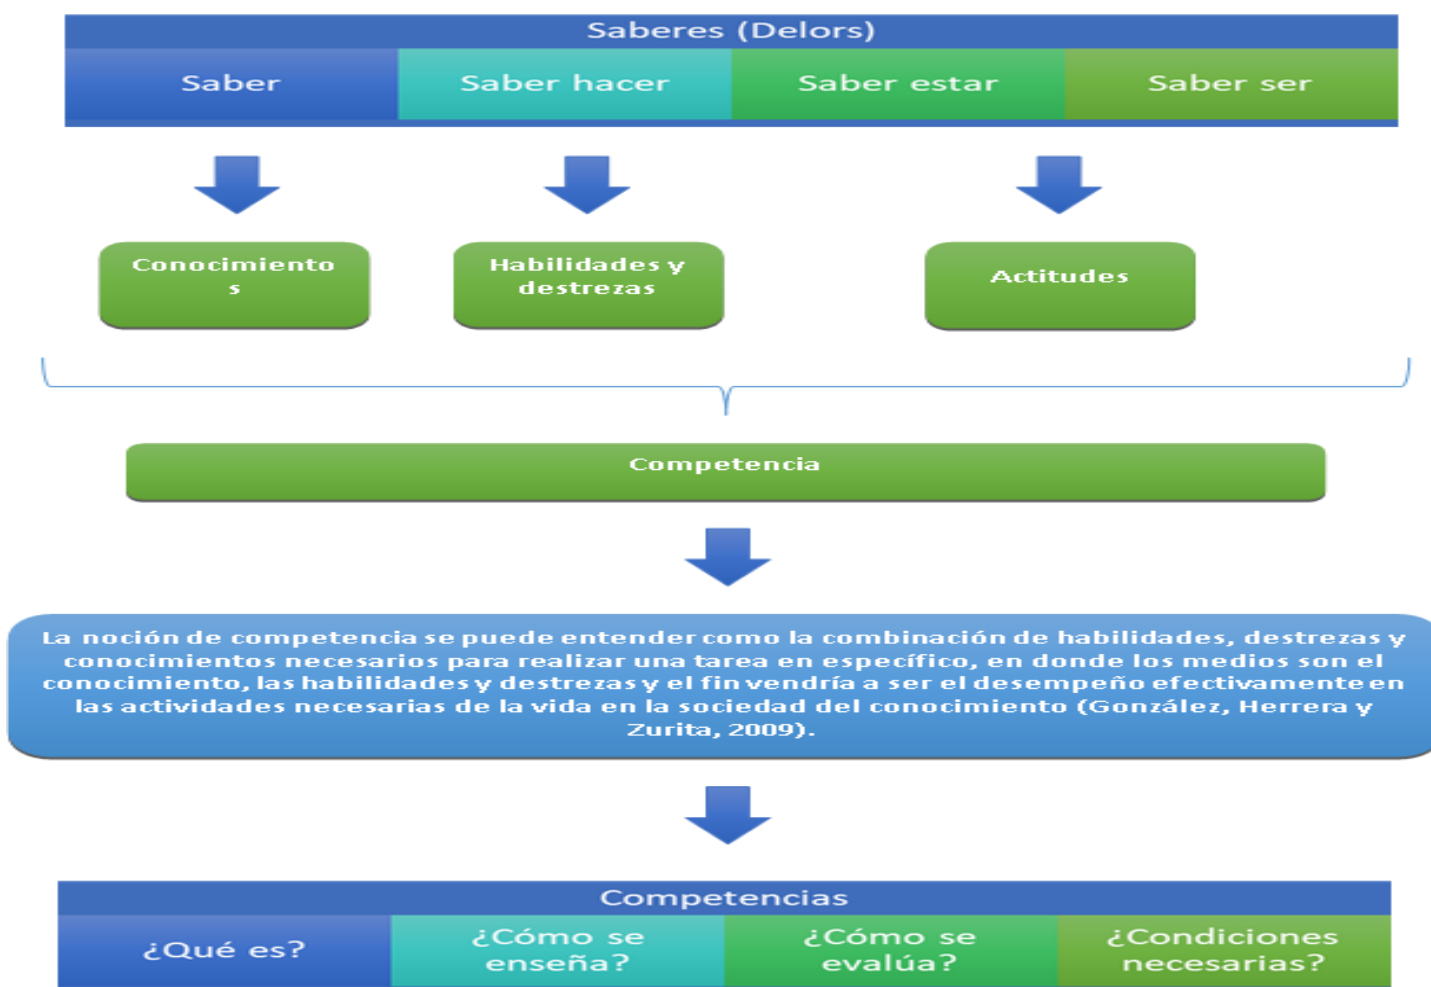 Saberes (Delors)
Saber
Saber hacer
Saber estar
Saber ser
Conocimiento
s
Habilidades y
destrezas
Actitudes
Competencia
La noción de competencia se puede entender como la combinación de habilidades, destrezas y
conocimientos necesarios para realizar una tarea en específico, en donde los medios son el
conocimiento, las habilidades y destrezas y el fin vendría a ser el desempeño efectivamente en
las actividades necesarias de la vida en la sociedad del conocimiento (González, Herrera y
Zurita, 2009).
Competencias
¿Qué es?
¿Cómo se
enseña?
¿Cómo se
evalúa?
¿Condiciones
necesarias?